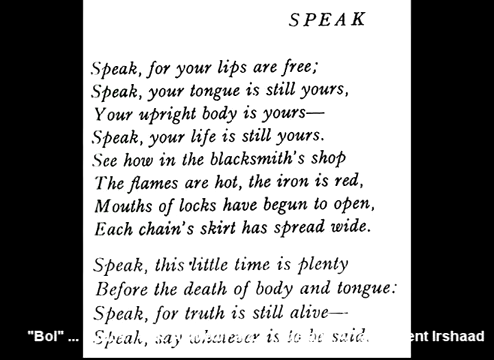 SPEAK
Speak, for your lips are free;
Speak, your tongue is still yours,
Your upright body is yours—
Speak, your life is still yours.
See how in the blacksmith's shop
The flames are hot, the iron is red,
Mouths of locks have begun to open,
Each chain's skirt has spread wide.
Speak, this little time is plenty
Before the death of body and tongue:
Speak, for truth is still alive—
Speak, say whatever is to be said.
"Bol" ... ent Irshaad